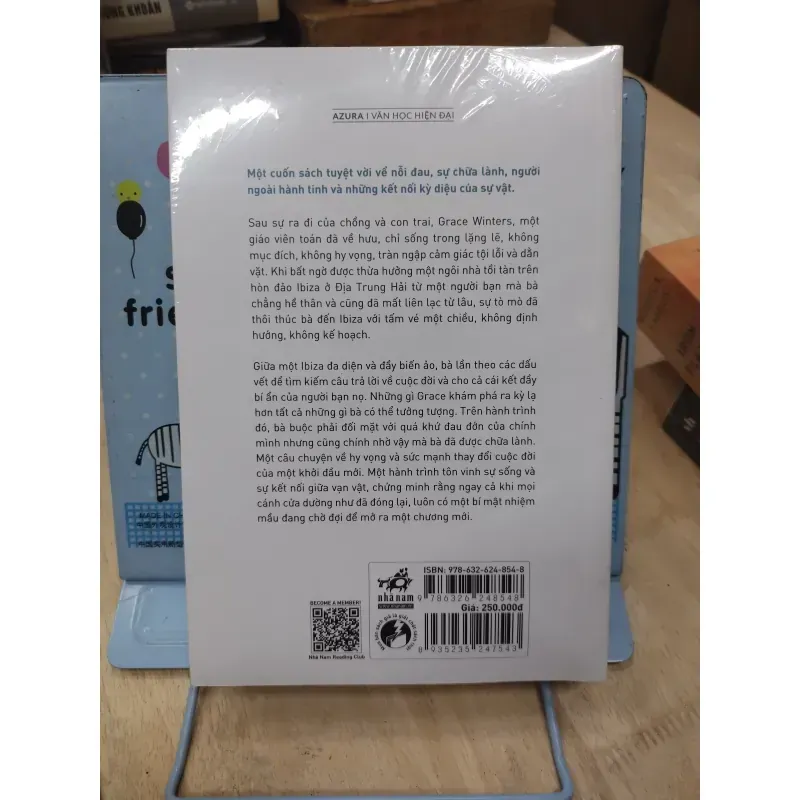 ƯƠNG KHUÂN
AZURA | VĂN HỌC HIỆN ĐẠI
Một cuốn sách tuyệt vời về nỗi đau, sự chữa lành, người
ngoài hành tinh và những kết nối kỳ diệu của sự vật.
Sau sự ra đi của chồng và con trai, Grace Winters, một
giáo viên toán đã về hưu, chỉ sống trong lặng lẽ, không
mục đích, không hy vọng, tràn ngập cảm giác tội lỗi và dằn
vặt. Khi bất ngờ được thừa hưởng một ngôi nhà tồi tàn trên
hòn đảo Ibiza ở Địa Trung Hải từ một người bạn mà bà
chẳng hề thân và cũng đã mất liên lạc từ lâu, sự tò mò đã
thôi thúc bà đến Ibiza với tấm vé một chiều, không định
hướng, không kế hoạch.
Giữa một Ibiza đa diện và đầy biến ảo, bà lần theo các dấu
vết để tìm kiếm câu trả lời về cuộc đời và cho cả cái kết đầy
bí ẩn của người bạn nọ. Những gì Grace khám phá ra kỳ lạ
hơn tất cả những gì bà có thể tưởng tượng. Trên hành trình
đó, bà buộc phải đối mặt với quá khứ đau đớn của chính
mình nhưng cũng chính nhờ vậy mà bà đã được chữa lành.
Một câu chuyện về hy vọng và sức mạnh thay đổi cuộc đời
của một khởi đầu mới. Một hành trình tôn vinh sự sống và
sự kết nối giữa vạn vật, chứng minh rằng ngay cả khi mọi
cánh cửa dường như đã đóng lại, luôn có một bí mật nhiệm
mầu đang chờ đợi để mở ra một chương mới.
BECOME A MEMBER!
Nhã Nam Reading Club
nhã nam
ISBN: 978-632-624-854-8
9 786326 248548
Giá: 250.000đ
8 935235 247543
s
frie